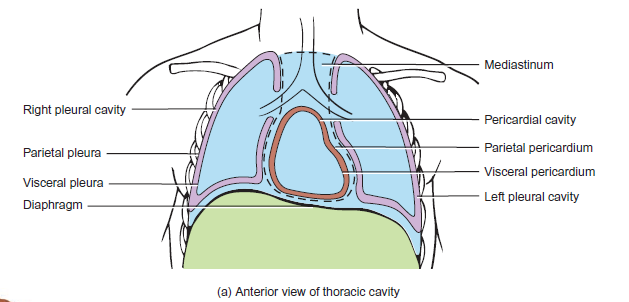 Mediastinum
Right pleural cavity
Pericardial cavity
Parietal pleura
Parietal pericardium
Visceral pericardium
Visceral pleura
Left pleural cavity
Diaphragm
(a) Anterior view of thoracic cavity